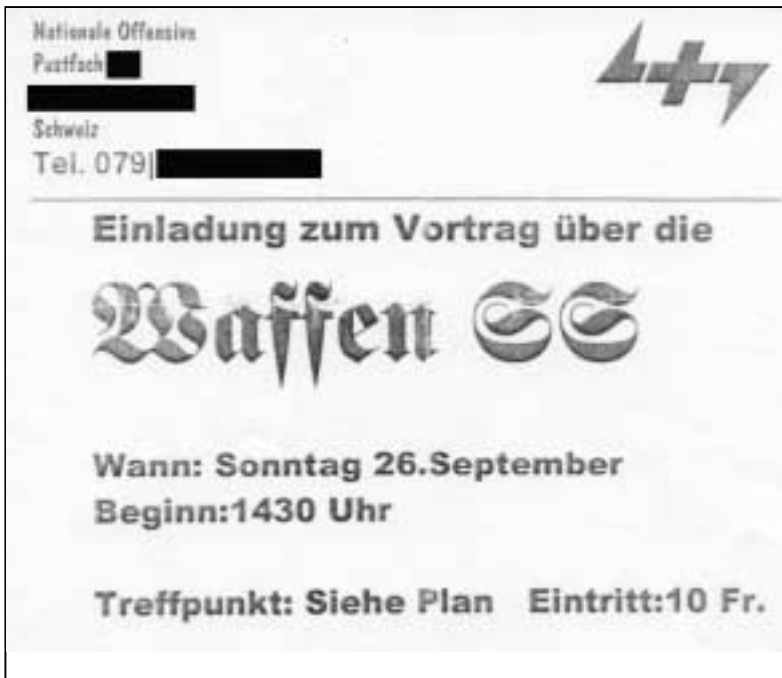 Nationale Offensive
Postfach
Schweiz
Tel. 079
Einladung zum Vortrag über die
Waffen SS
Wann: Sonntag 26.September
Beginn:1430 Uhr
Treffpunkt: Siehe Plan Eintritt:10 Fr.